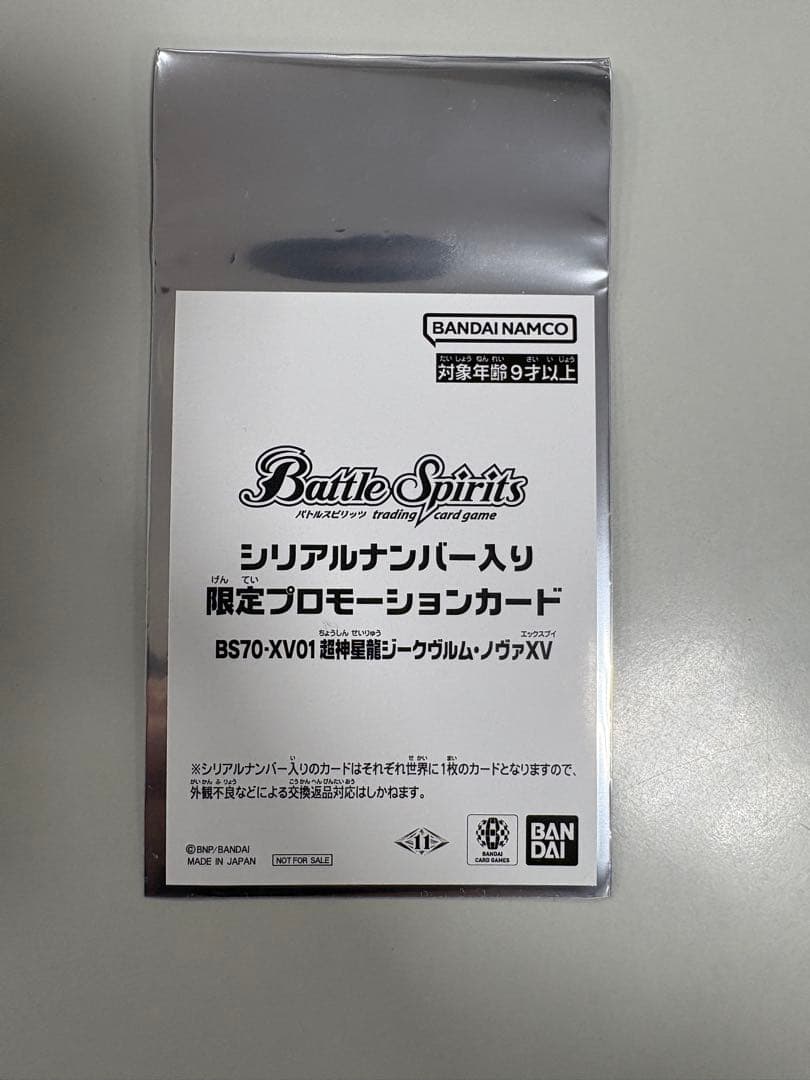 BANDAI NAMCO
たいしょうねんれい さいいじょう
対象年齢9才以上
Battle Spirits
バトルスピリッツ trading card game
シリアルナンバー入り
げんてい
限定プロモーションカード
ちょうしんせいりゅう エックスブイ
BS70-XV01 超神星龍ジークヴルム・ノヴァXV
い せかい まい
※シリアルナンバー入りのカードはそれぞれ世界に1枚のカードとなりますので、
がいかんふりょう こうかんへんぴんたいおう
外観不良などによる交換返品対応はしかねます。
©BNP/BANDAI
MADE IN JAPAN
NOT FOR SALE
11
BANDAI
CARD GAMES
BAN
DAI